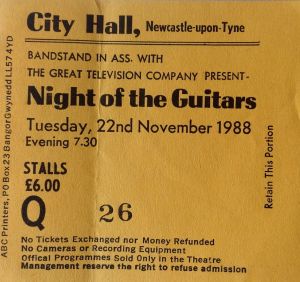 City Hall, Newcastle-upon-Tyne
BANDSTAND IN ASS. WITH
THE GREAT TELEVISION COMPANY PRESENT-
Night of the Guitars
Tuesday, 22nd November 1988
Evening 7.30
STALLS
£6.00
Q 26
No Tickets Exchanged nor Money Refunded
No Cameras or Recording Equipment
Offical Programmes Sold Only in the Theatre
Management reserve the right to refuse admission
Retain This Portion
ABC Printers, PO Box 23 Bangor Gwynedd LL57 4YD